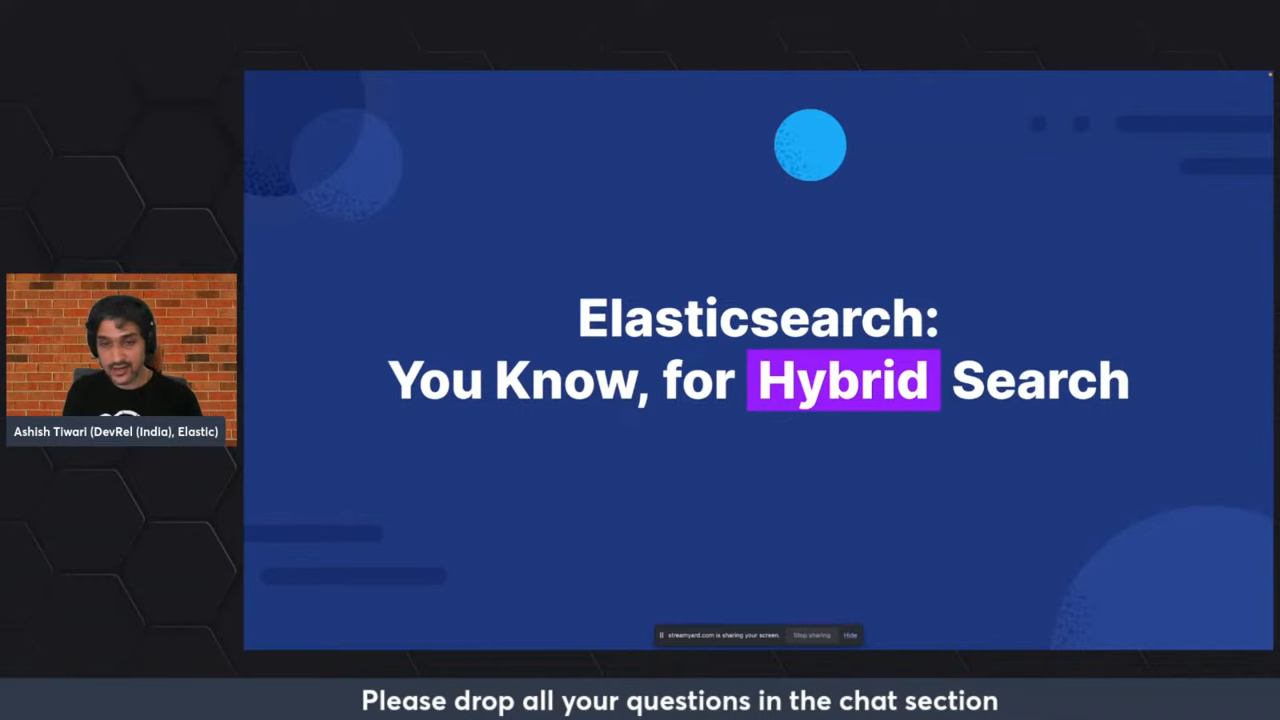 Elasticsearch:
You Know, for Hybrid Search
Ashish Tiwari (DevRel (India), Elastic)
streamyard.com is sharing your screen. Stop sharing Hide
Please drop all your questions in the chat section